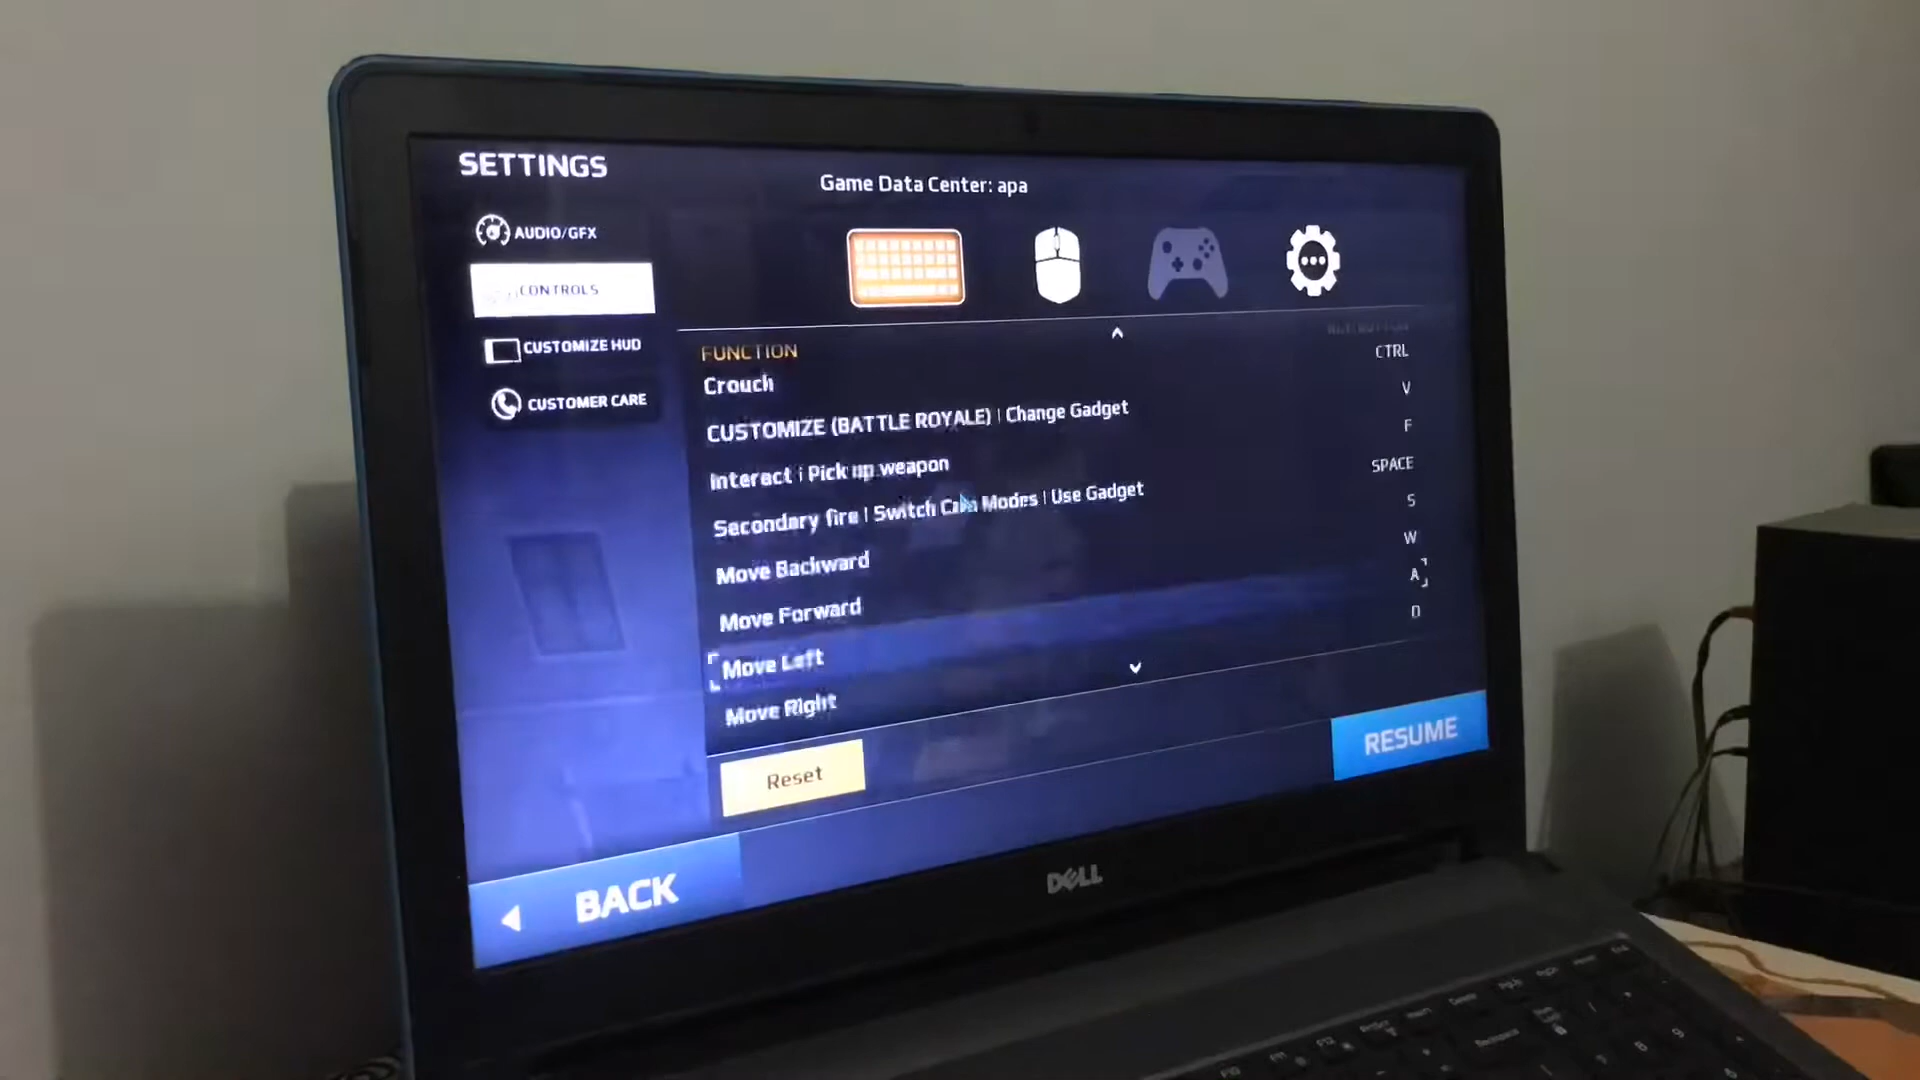 SETTINGS
Game Data Center: apa
AUDIO/GFX
CONTROLS
CUSTOMIZE HUD
CUSTOMER CARE
FUNCTION
Crouch CTRL
CUSTOMIZE (BATTLE ROYALE) | Change Gadget V
Interact | Pick up weapon F
Secondary fire | Switch Cam Modes | Use Gadget SPACE
Move Backward S
Move Forward W
Move Left A
Move Right D
Reset
RESUME
BACK
DELL